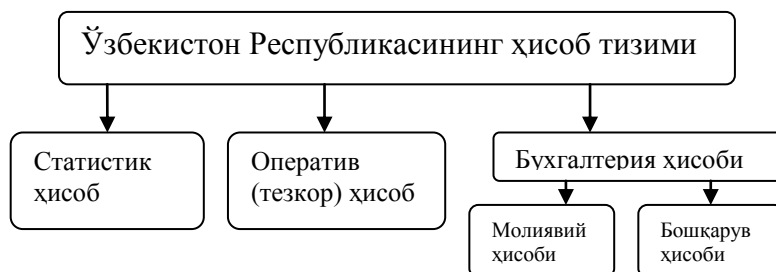 Ўзбекистон Республикасининг ҳисоб тизими
Статистик
ҳисоб
Оператив
(тезкор) ҳисоб
Бухгалтерия ҳисоби
Молиявий
ҳисоби
Бошқарув
ҳисоби